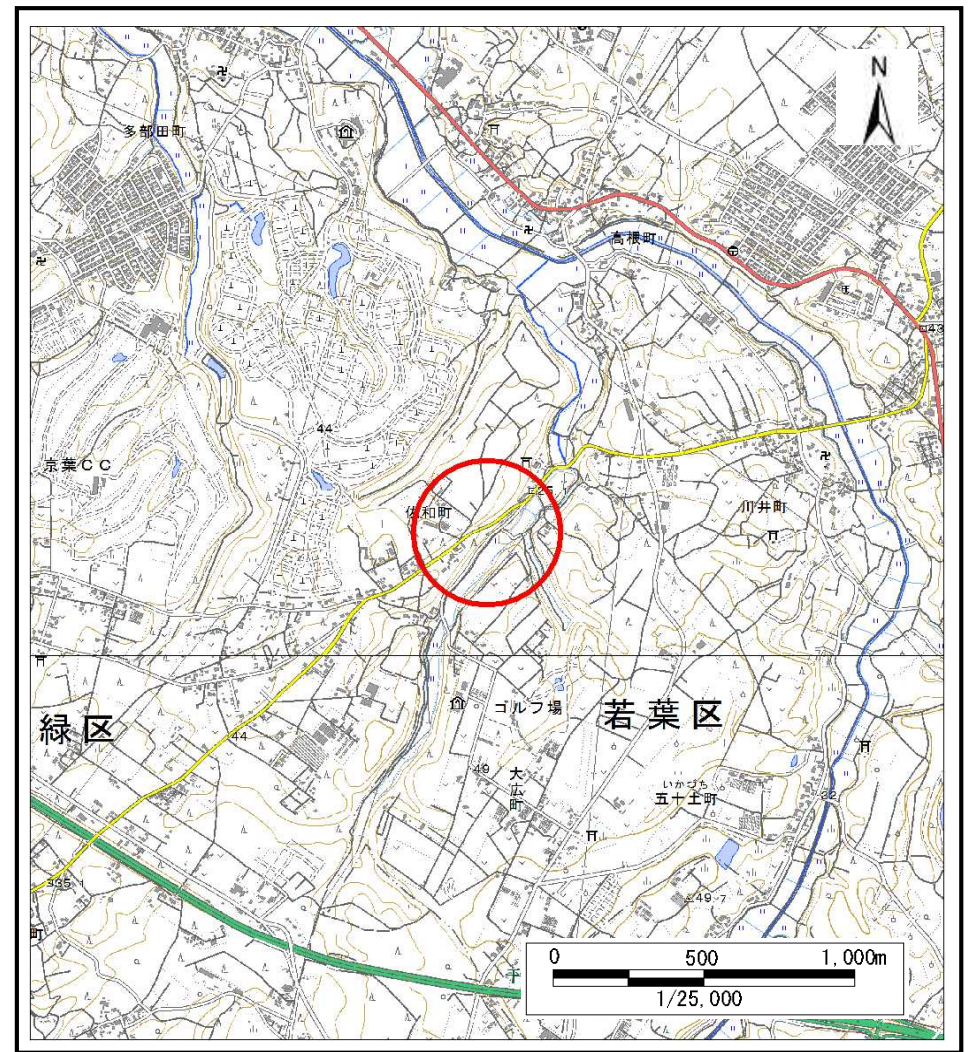 N
多部田町
高根町
43
44
京葉CC
佐和町
川井町
緑区
ゴルフ場
若葉区
44
49
大広町
いかづち
五十土町
32
49.7
町
千
0 500 1,000m
1/25,000